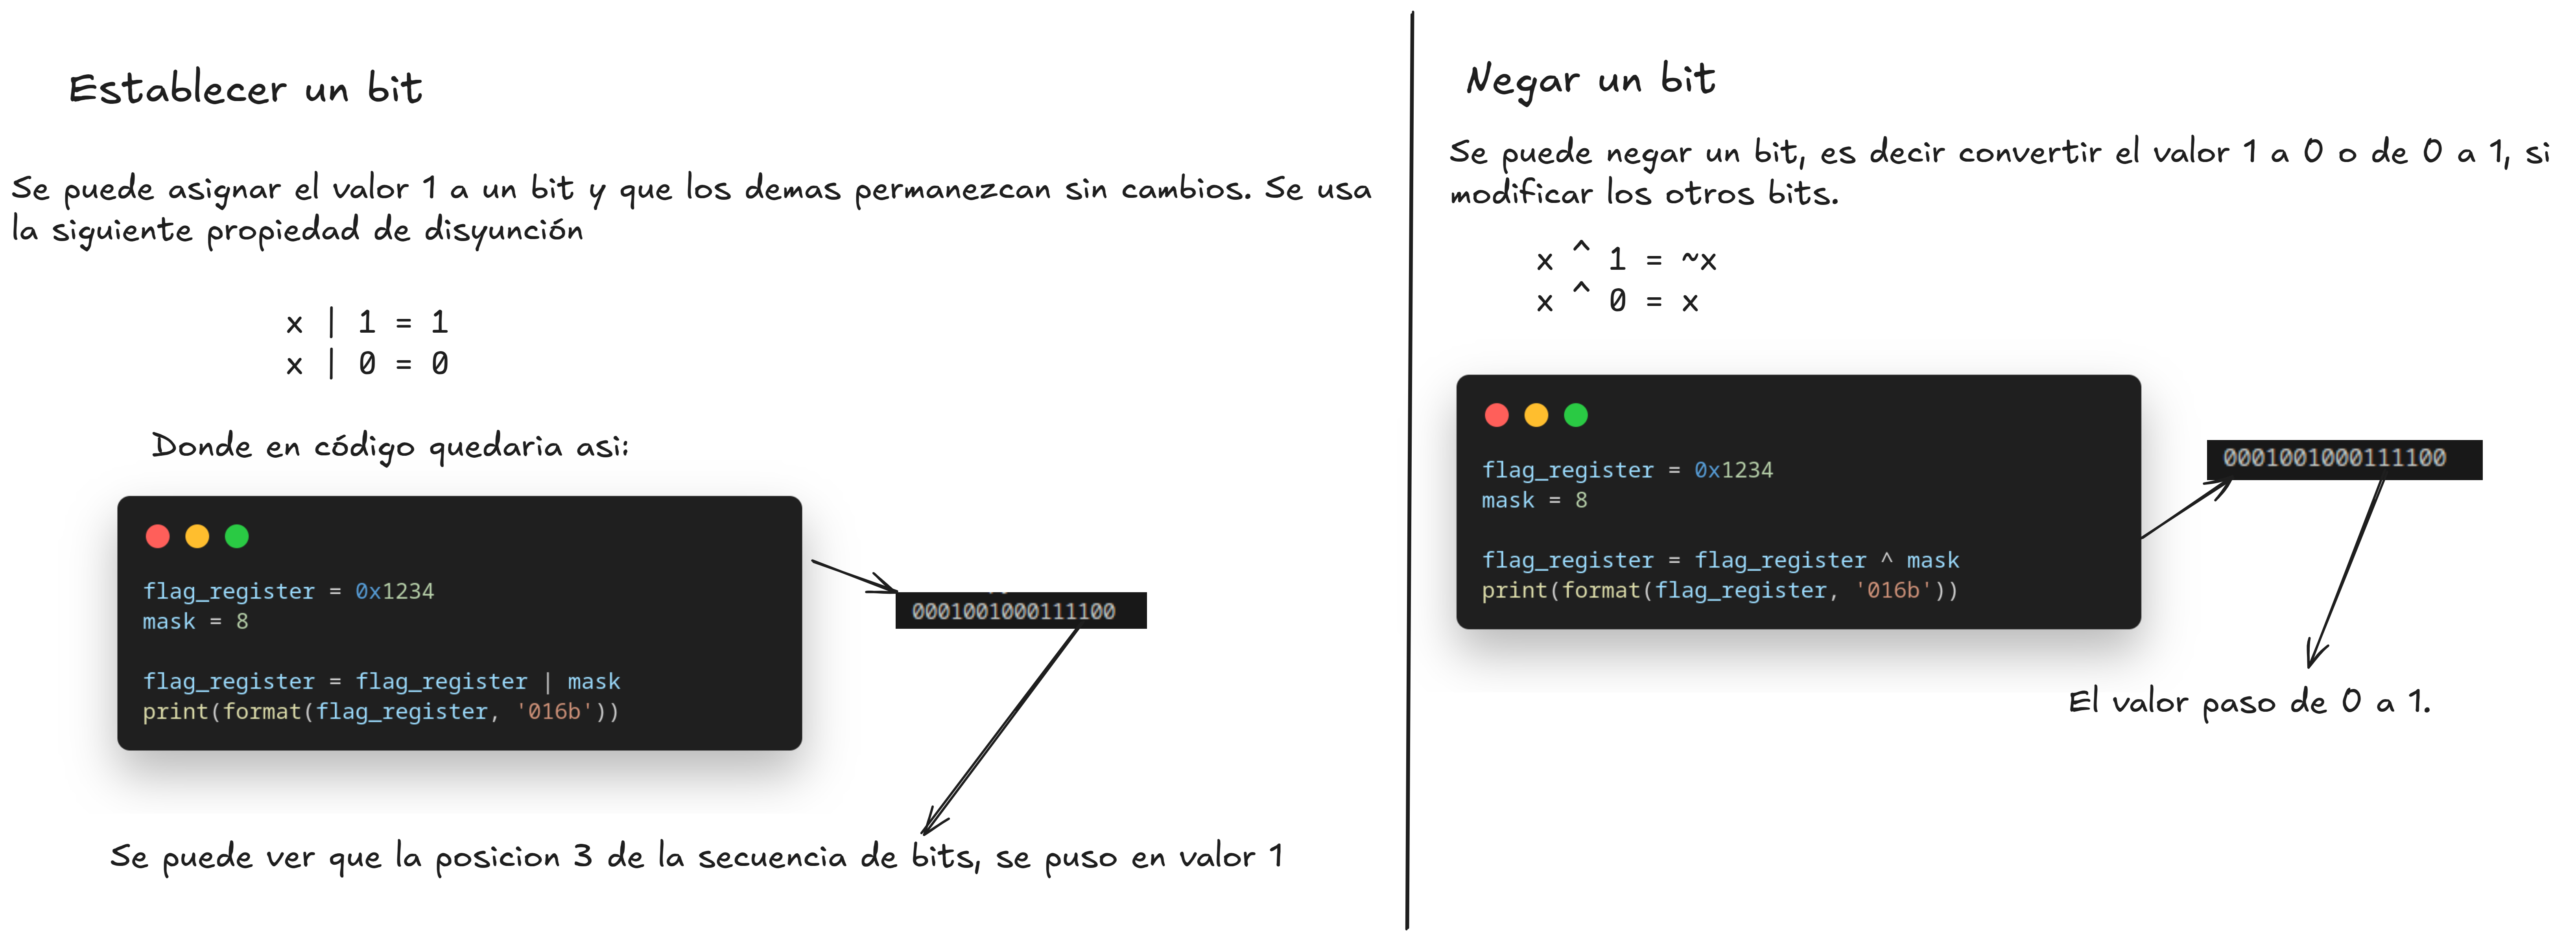 Establecer un bit
Se puede asignar el valor 1 a un bit y que los demas permanezcan sin cambios. Se usa
la siguiente propiedad de disyunción
x | 1 = 1
x | 0 = 0
Donde en código quedaria asi:
flag_register = 0x1234
mask = 8
flag_register = flag_register | mask
print(format(flag_register, '016b'))
0001001000111100
Se puede ver que la posicion 3 de la secuencia de bits, se puso en valor 1
Negar un bit
Se puede negar un bit, es decir convertir el valor 1 a 0 o de 0 a 1, si
modificar los otros bits.
x ^ 1 = ~x
x ^ 0 = x
flag_register = 0x1234
mask = 8
flag_register = flag_register ^ mask
print(format(flag_register, '016b'))
0001001000111100
El valor paso de 0 a 1.